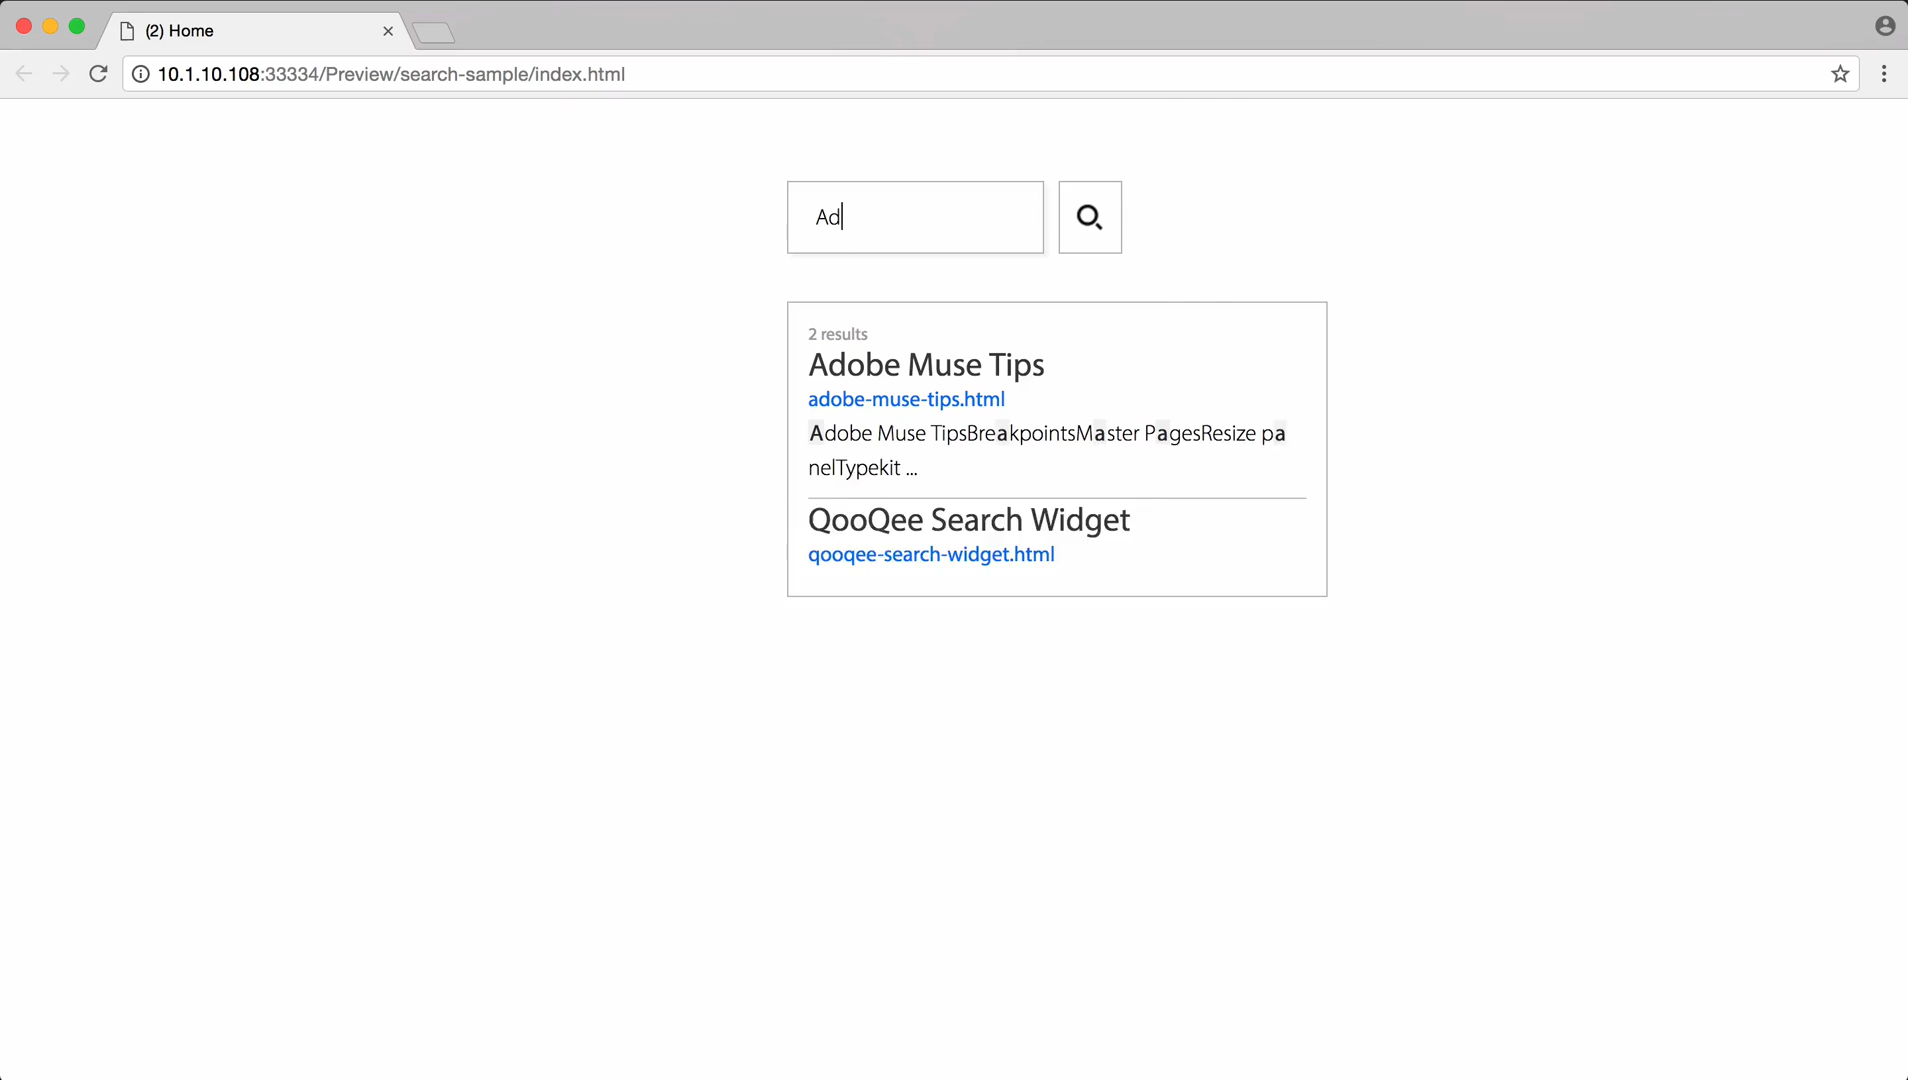 (2) Home
10.1.10.108:33334/Preview/search-sample/index.html
Ad
2 results
Adobe Muse Tips
adobe-muse-tips.html
Adobe Muse TipsBreakpointsMaster PagesResize pa
nelTypekit ...
QooQee Search Widget
qooqee-search-widget.html